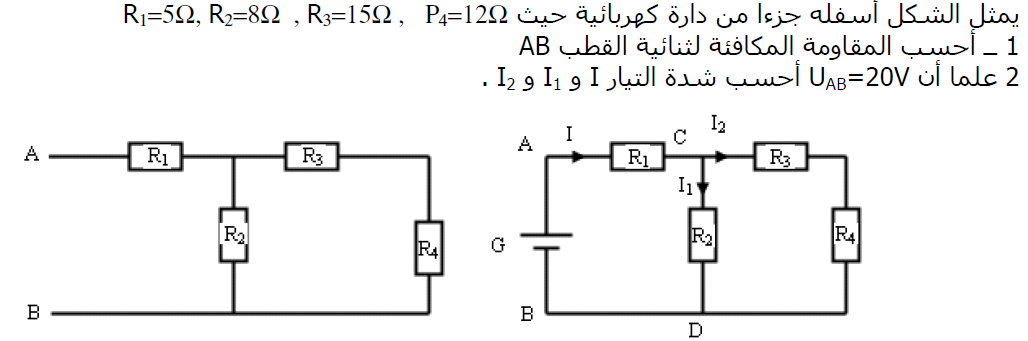 يمثل الشكل أسفله جزءا من دارة كهربائية حيث R₁=5Ω, R₂=8Ω , R₃=15Ω , P₄=12Ω
1 _ أحسب المقاومة المكافئة لثنائية القطب AB
2 علما أن U_AB=20V أحسب شدة التيار I و I₁ و I₂ .
A
R₁
R₃
R₂
R₄
B
A
I
R₁
C
I₂
R₃
I₁
G
R₂
R₄
B
D